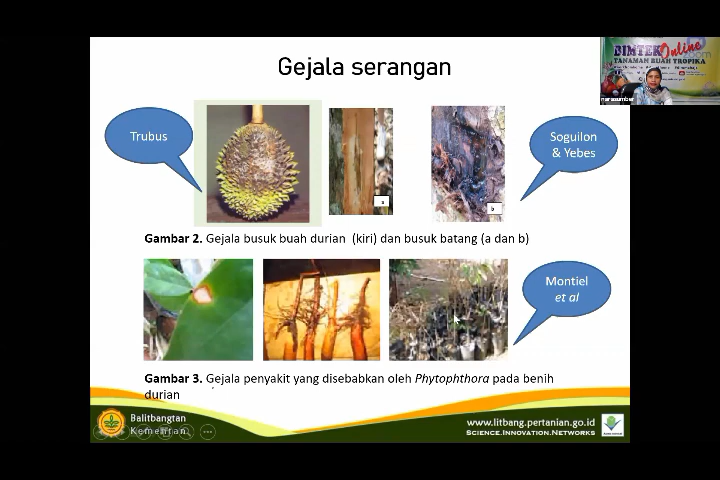 Gejala serangan
BIMTEK Online
TANAMAN BUAH TROPIKA
narasumber
Trubus
a
b
Soguilon
& Yebes
Gambar 2. Gejala busuk buah durian (kiri) dan busuk batang (a dan b)
Montiel
et al
Gambar 3. Gejala penyakit yang disebabkan oleh Phytophthora pada benih
durian
Balitbangtan
Kementan
www.litbang.pertanian.go.id
SCIENCE.INNOVATION.NETWORKS